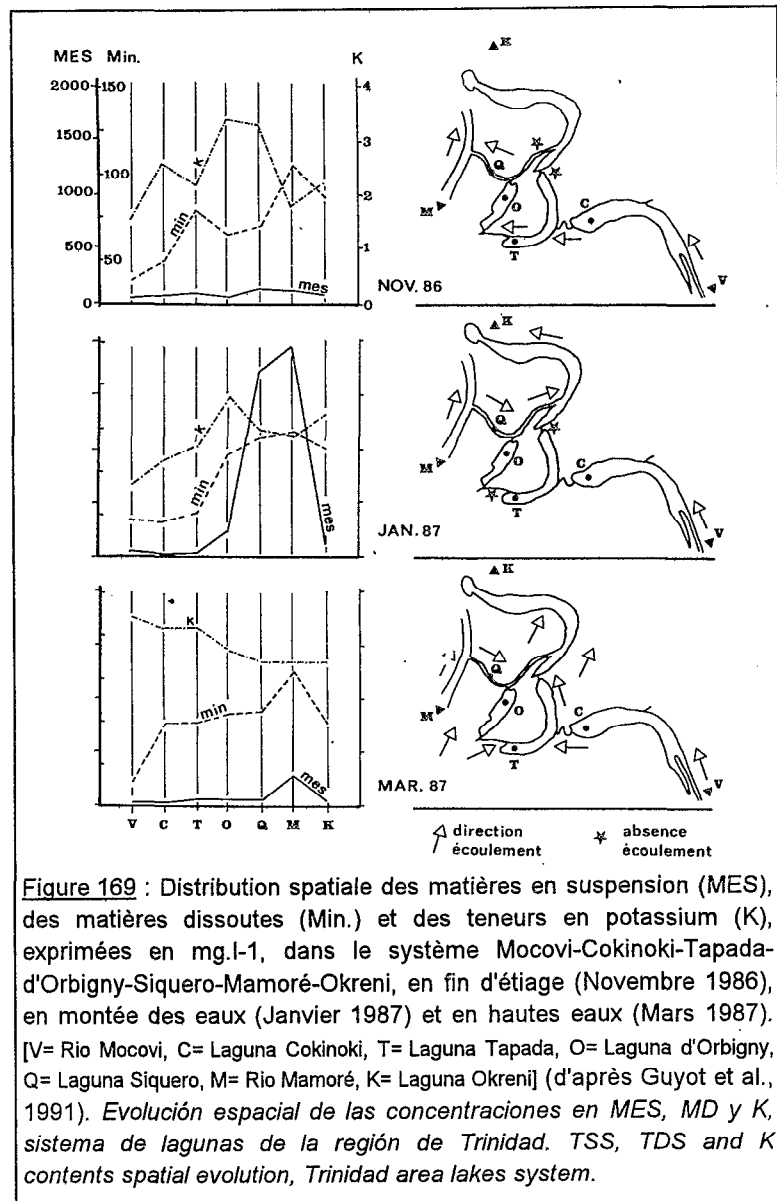 MES Min. K
2000 150 4
1500 3
100
1000 2
500 50 1
0 0
K
min
mes
NOV. 86
K
Q
M
O
C
T
V
K
min
mes
JAN. 87
K
Q
M
O
C
T
V
K
min
mes
MAR. 87
V C T O Q M K
K
Q
M
O
C
T
V
direction écoulement
absence écoulement
Figure 169 : Distribution spatiale des matières en suspension (MES),
des matières dissoutes (Min.) et des teneurs en potassium (K),
exprimées en mg.l-1, dans le système Mocovi-Cokinoki-Tapada-
d'Orbigny-Siquero-Mamoré-Okreni, en fin d'étiage (Novembre 1986),
en montée des eaux (Janvier 1987) et en hautes eaux (Mars 1987).
[V= Rio Mocovi, C= Laguna Cokinoki, T= Laguna Tapada, O= Laguna d'Orbigny,
Q= Laguna Siquero, M= Rio Mamoré, K= Laguna Okreni] (d'après Guyot et al.,
1991). Evolución espacial de las concentraciones en MES, MD y K,
sistema de lagunas de la región de Trinidad. TSS, TDS and K
contents spatial evolution, Trinidad area lakes system.